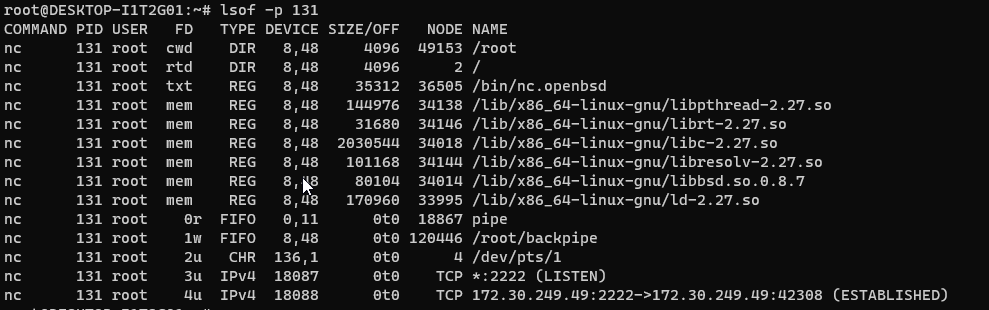 root@DESKTOP-I1T2G01:~# lsof -p 131
COMMAND PID USER   FD   TYPE DEVICE SIZE/OFF   NODE NAME
nc      131 root  cwd    DIR   8,48     4096  49153 /root
nc      131 root  rtd    DIR   8,48     4096      2 /
nc      131 root  txt    REG   8,48    35312  36505 /bin/nc.openbsd
nc      131 root  mem    REG   8,48   144976  34138 /lib/x86_64-linux-gnu/libpthread-2.27.so
nc      131 root  mem    REG   8,48    31680  34146 /lib/x86_64-linux-gnu/librt-2.27.so
nc      131 root  mem    REG   8,48  2030544  34018 /lib/x86_64-linux-gnu/libc-2.27.so
nc      131 root  mem    REG   8,48   101168  34144 /lib/x86_64-linux-gnu/libresolv-2.27.so
nc      131 root  mem    REG   8,48    80104  34014 /lib/x86_64-linux-gnu/libbsd.so.0.8.7
nc      131 root  mem    REG   8,48   170960  33995 /lib/x86_64-linux-gnu/ld-2.27.so
nc      131 root    0r  FIFO   0,11      0t0  18867 pipe
nc      131 root    1w  FIFO   8,48      0t0 120446 /root/backpipe
nc      131 root    2u   CHR  136,1      0t0      4 /dev/pts/1
nc      131 root    3u  IPv4  18087      0t0    TCP *:2222 (LISTEN)
nc      131 root    4u  IPv4  18088      0t0    TCP 172.30.249.49:2222->172.30.249.49:42308 (ESTABLISHED)